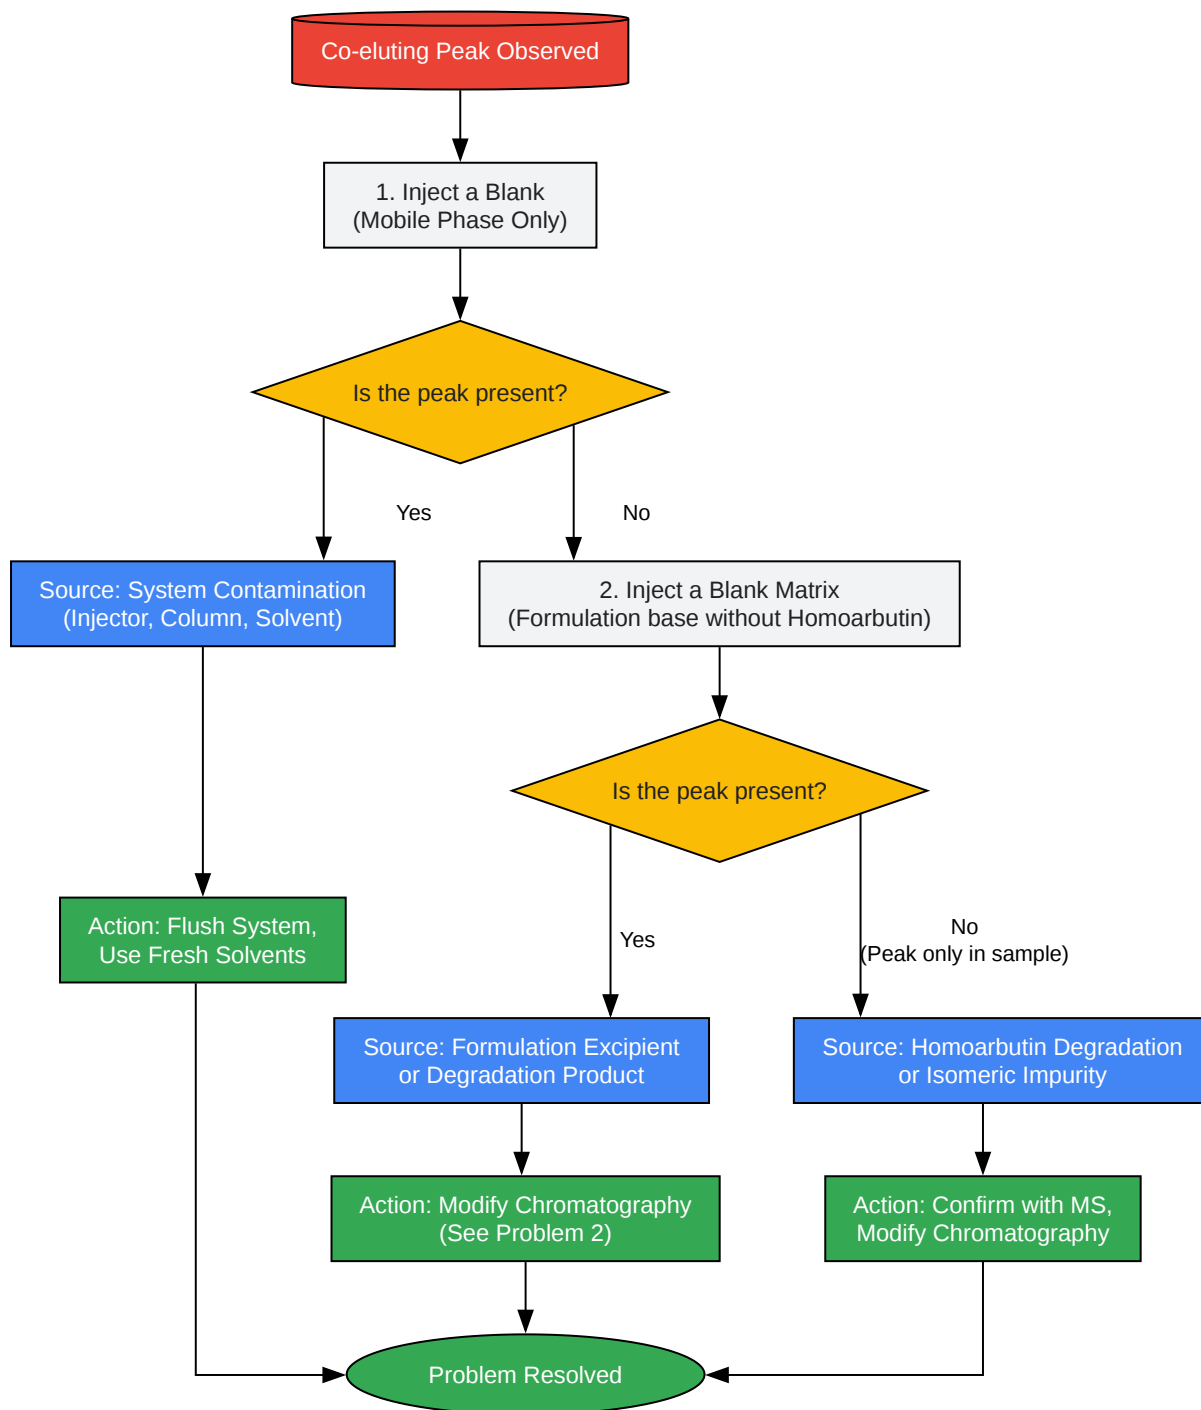 Co-eluting Peak Observed
1. Inject a Blank
(Mobile Phase Only)
Is the peak present?
Yes
No
Source: System Contamination
(Injector, Column, Solvent)
2. Inject a Blank Matrix
(Formulation base without Homoarbutin)
Is the peak present?
Action: Flush System,
Use Fresh Solvents
Yes
No
(Peak only in sample)
Source: Formulation Excipient
or Degradation Product
Source: Homoarbutin Degradation
or Isomeric Impurity
Action: Modify Chromatography
(See Problem 2)
Action: Confirm with MS,
Modify Chromatography
Problem Resolved